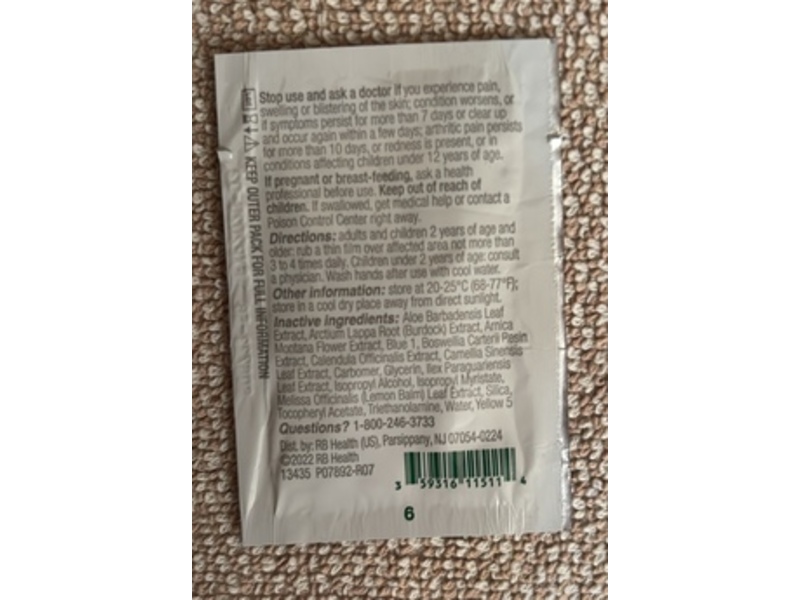 Stop use and ask a doctor if you experience pain,
swelling or blistering of the skin; condition worsens, or
if symptoms persist for more than 7 days or clear up
and occur again within a few days; arthritic pain persists
for more than 10 days, or redness is present, or in
conditions affecting children under 12 years of age.
If pregnant or breast-feeding, ask a health
professional before use. Keep out of reach of
children. If swallowed, get medical help or contact a
Poison Control Center right away.
Directions: adults and children 2 years of age and
older: rub a thin film over affected area not more than
3 to 4 times daily. Children under 2 years of age: consult
a physician. Wash hands after use with cool water.
Other information: store at 20-25°C (68-77°F);
store in a cool dry place away from direct sunlight.
Inactive ingredients: Aloe Barbadensis Leaf
Extract, Arctium Lappa Root (Burdock) Extract, Arnica
Montana Flower Extract, Blue 1, Boswellia Carterii Resin
Extract, Calendula Officinalis Extract, Camellia Sinensis
Leaf Extract, Carbomer, Glycerin, Ilex Paraguariensis
Leaf Extract, Isopropyl Alcohol, Isopropyl Myristate,
Melissa Officinalis (Lemon Balm) Leaf Extract, Silica,
Tocopheryl Acetate, Triethanolamine, Water, Yellow 5
Questions? 1-800-246-3733
Dist. by: RB Health (US), Parsippany, NJ 07054-0224
©2022 RB Health
13435 P07892-R07
3 59316 11511 4
6
KEEP OUTER PACK FOR FULL INFORMATION